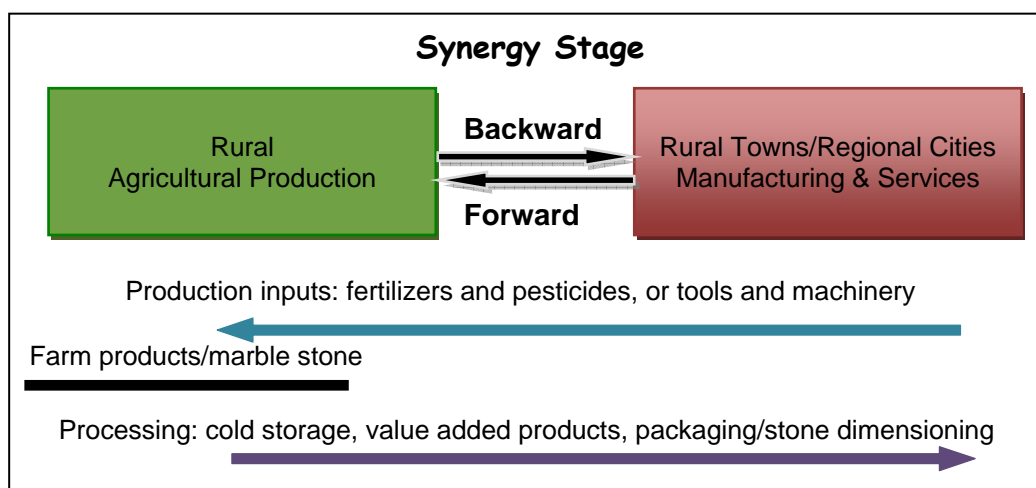 Synergy Stage
Rural
Agricultural Production
Backward
Forward
Rural Towns/Regional Cities
Manufacturing & Services
Production inputs: fertilizers and pesticides, or tools and machinery
Farm products/marble stone
Processing: cold storage, value added products, packaging/stone dimensioning